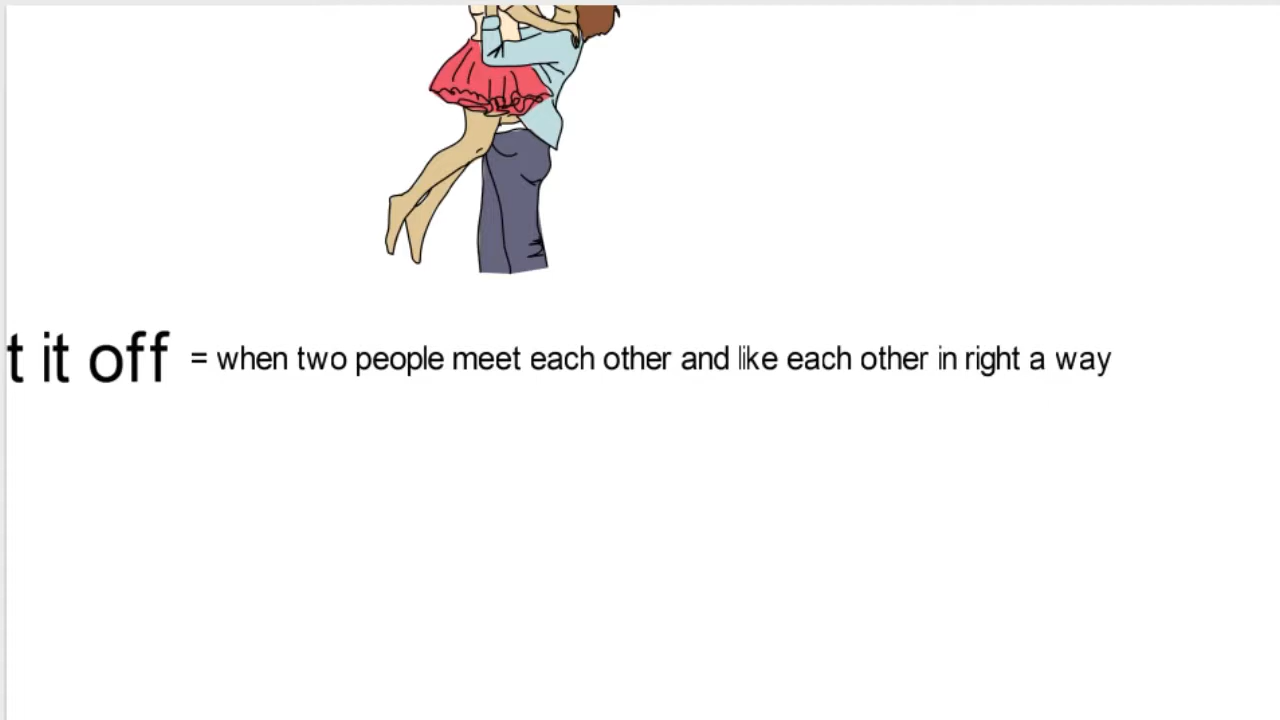 t it off = when two people meet each other and like each other in right a way